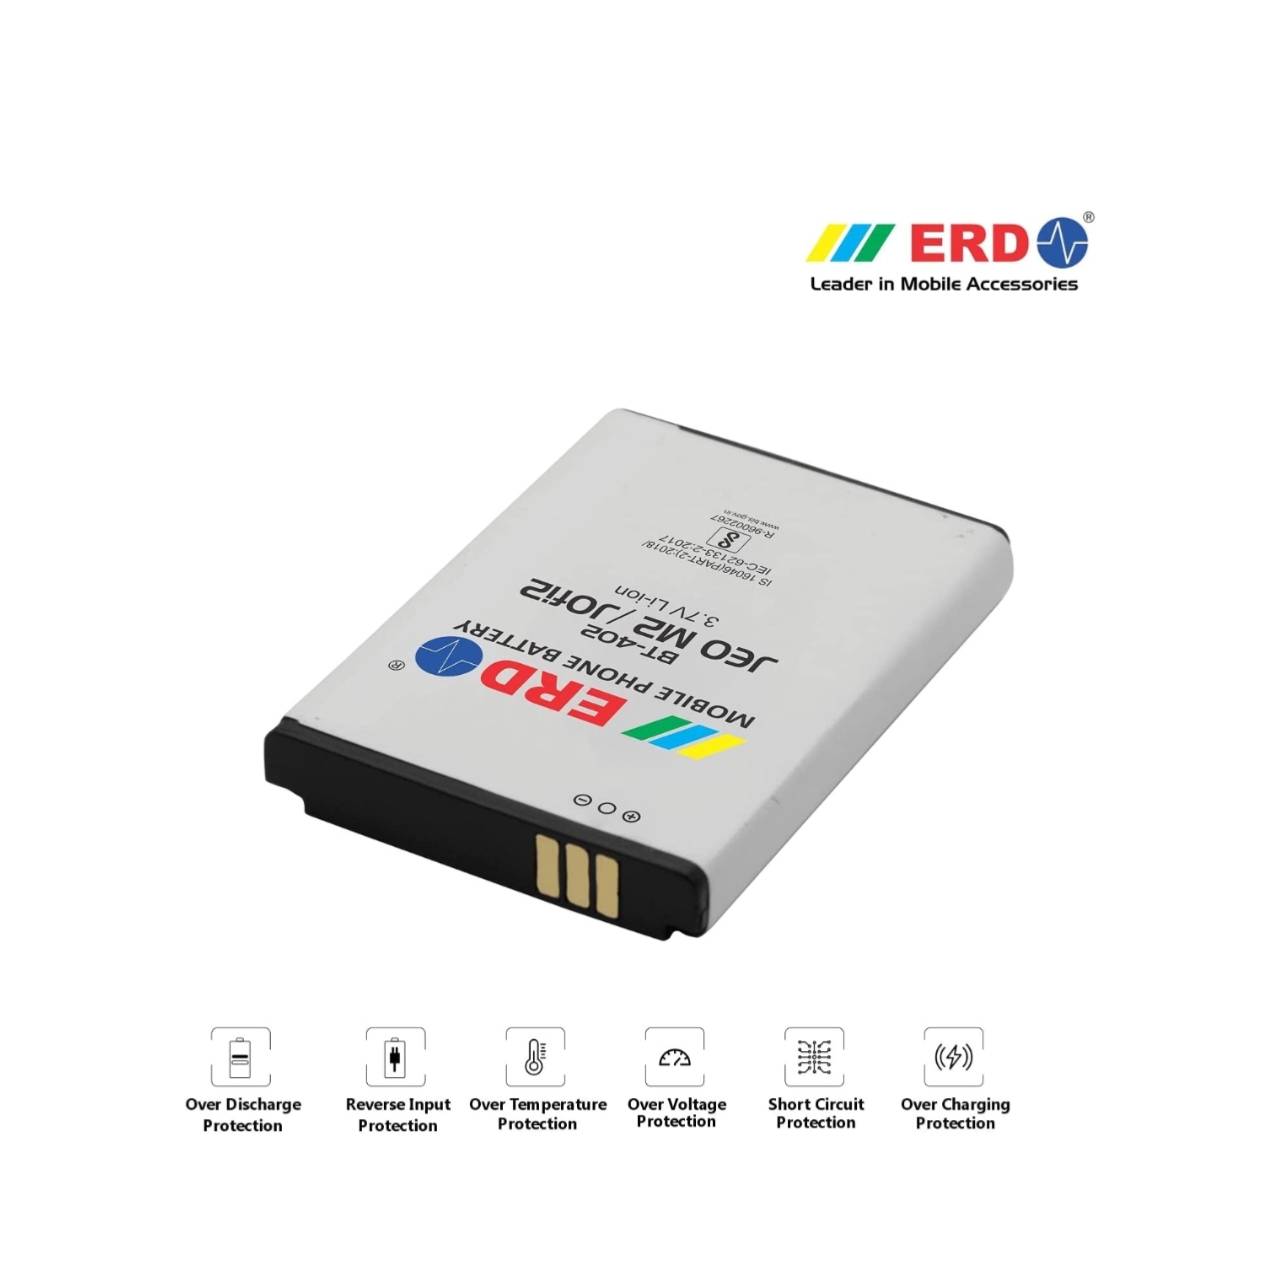 ERD®
Leader in Mobile Accessories
ERD®
MOBILE PHONE BATTERY
BT-402
JEO M2 / JOfi2
3.7V Li-ion
IS 16046(PART-2):2018/
IEC-62133-2:2017
R-96002267
www.bis.gov.in
Over Discharge
Protection
Reverse Input
Protection
Over Temperature
Protection
Over Voltage
Protection
Short Circuit
Protection
Over Charging
Protection